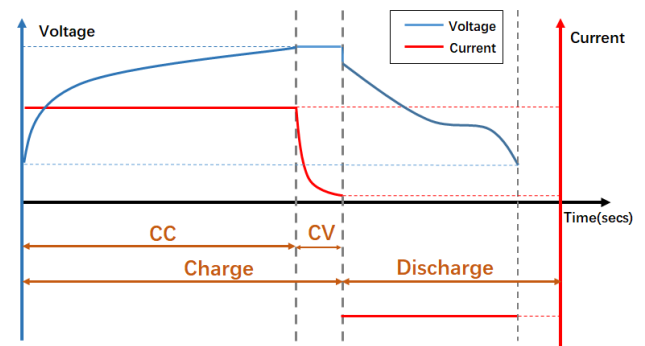 Voltage
Voltage
Current
Current
Time(secs)
CC
CV
Charge
Discharge